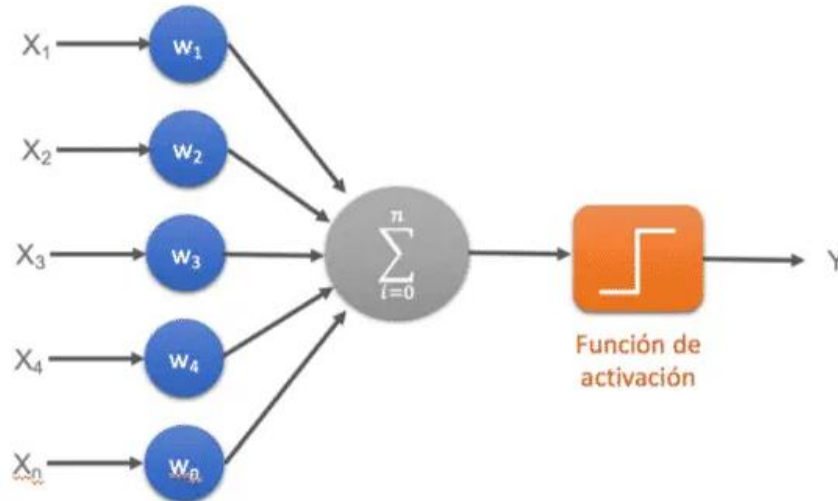 X₁ w₁
X₂ w₂
n
X₃ w₃ ∑ Y
i=0
X₄ w₄ Función de
activación
Xₙ wₙ